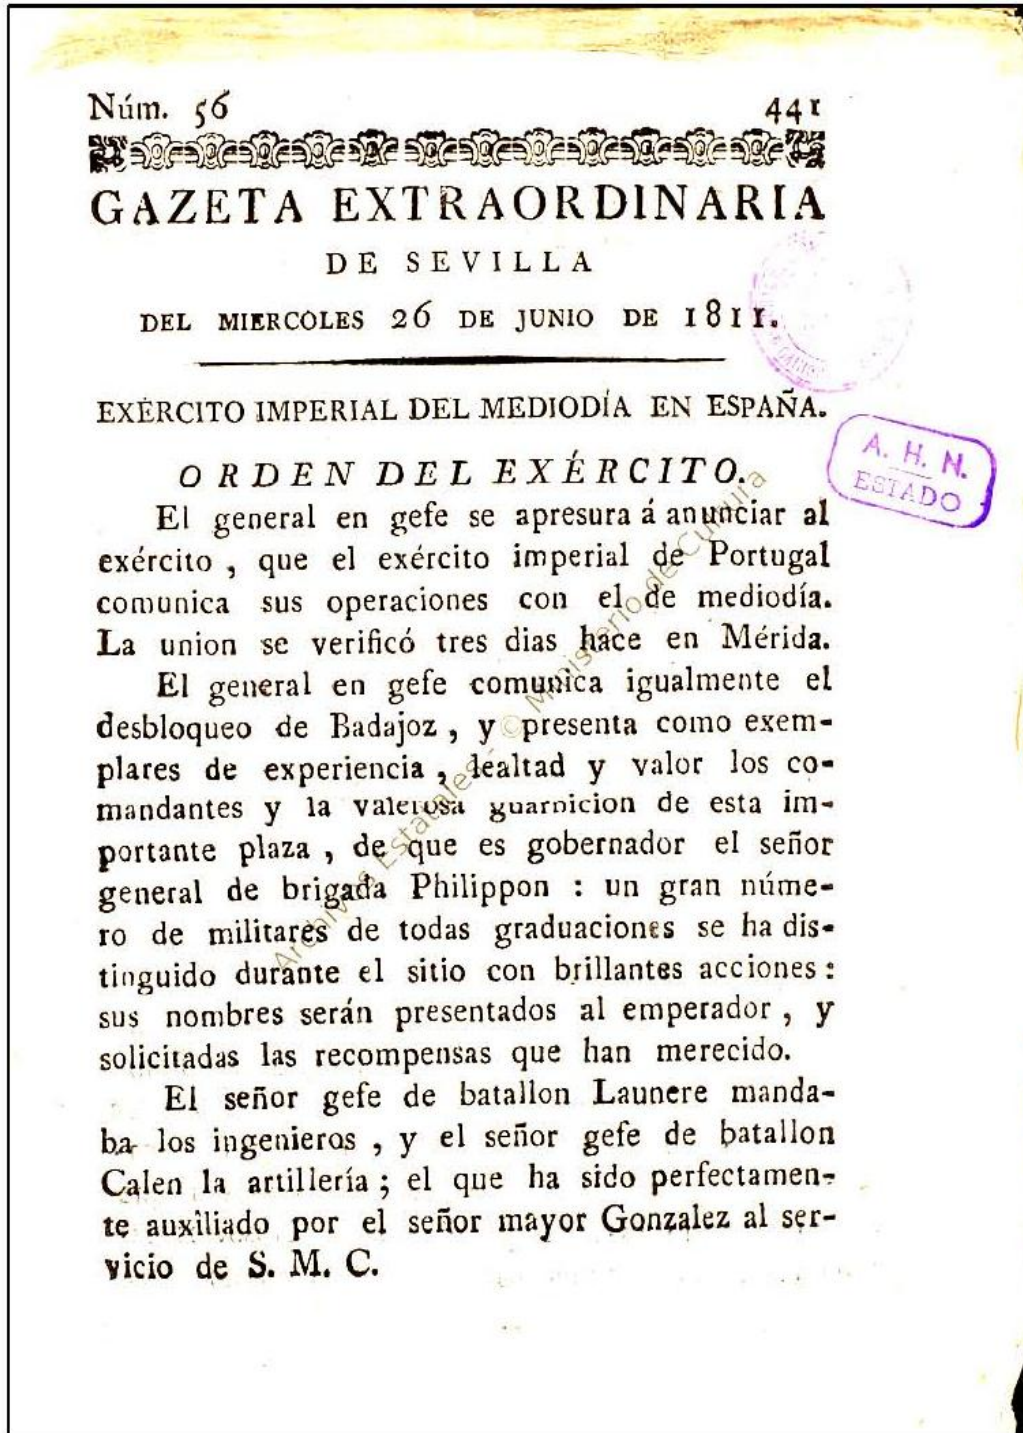 Núm. 56 441
GAZETA EXTRAORDINARIA
DE SEVILLA
DEL MIERCOLES 26 DE JUNIO DE 1811.
EXÉRCITO IMPERIAL DEL MEDIODÍA EN ESPAÑA.
ORDEN DEL EXÉRCITO.
A. H. N.
ESTADO
El general en gefe se apresura á anunciar al
exército , que el exército imperial de Portugal
comunica sus operaciones con el de mediodía.
La union se verificó tres dias hace en Mérida.
El general en gefe comunica igualmente el
desbloqueo de Badajoz , y presenta como exem-
plares de experiencia , lealtad y valor los co-
mandantes y la valerosa guarnicion de esta im-
portante plaza , de que es gobernador el señor
general de brigada Philippon : un gran núme-
ro de militares de todas graduaciones se ha dis-
tinguido durante el sitio con brillantes acciones :
sus nombres serán presentados al emperador , y
solicitadas las recompensas que han merecido.
El señor gefe de batallon Launere manda-
ba los ingenieros , y el señor gefe de batallon
Calen la artillería ; el que ha sido perfectamen-
te auxiliado por el señor mayor Gonzalez al ser-
vicio de S. M. C.
Archivos Estatales © Ministerio de Cultura